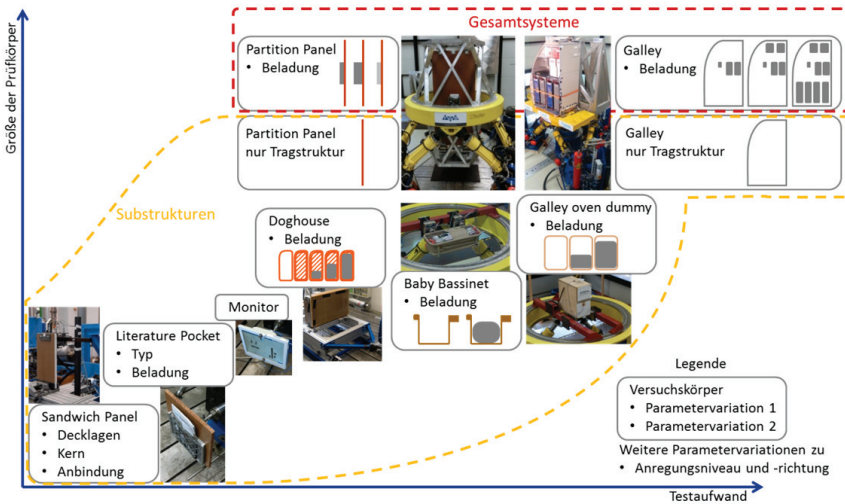 Größe der Prüfkörper
Gesamtsysteme
Partition Panel
• Beladung
Galley
• Beladung
Partition Panel
nur Tragstruktur
Galley
nur Tragstruktur
Substrukturen
Doghouse
• Beladung
Galley oven dummy
• Beladung
Baby Bassinet
• Beladung
Monitor
Literature Pocket
• Typ
• Beladung
Sandwich Panel
• Decklagen
• Kern
• Anbindung
Legende
Versuchskörper
• Parametervariation 1
• Parametervariation 2
Weitere Parametervariationen zu
• Anregungsniveau und -richtung
Testaufwand